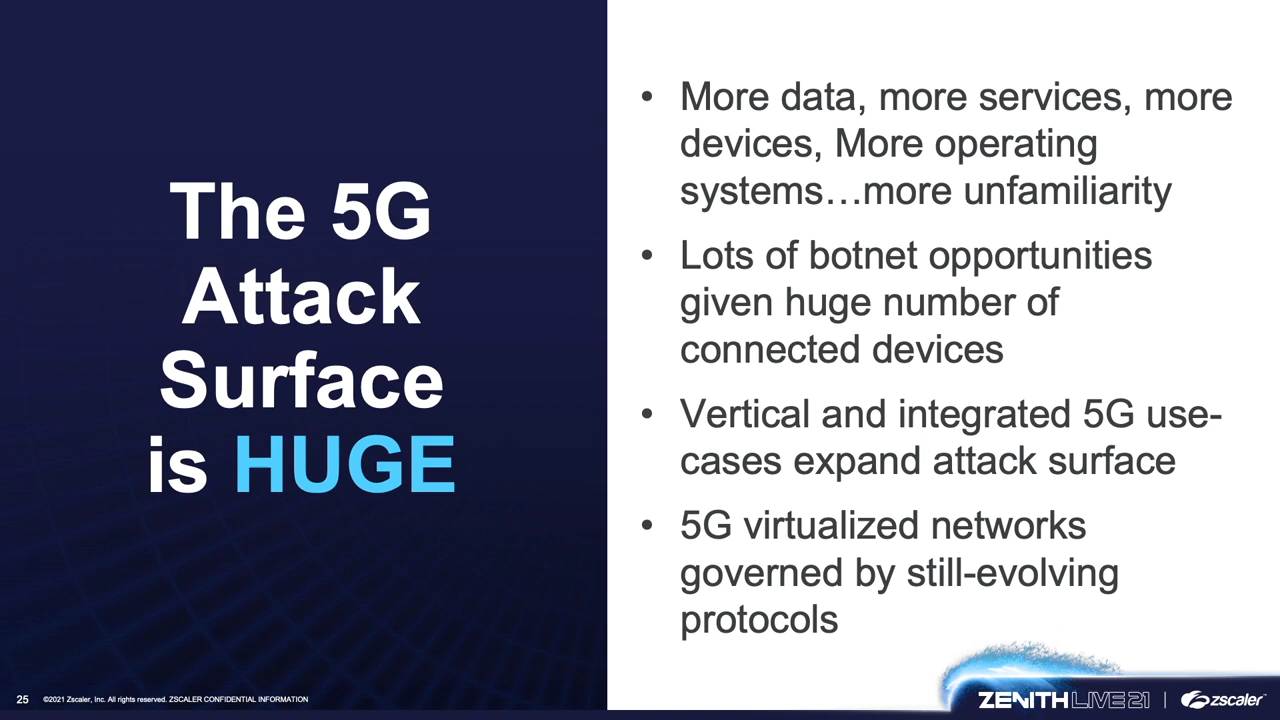 The 5G
Attack
Surface
is HUGE
• More data, more services, more
devices, More operating
systems…more unfamiliarity
• Lots of botnet opportunities
given huge number of
connected devices
• Vertical and integrated 5G use-
cases expand attack surface
• 5G virtualized networks
governed by still-evolving
protocols
25 ©2021 Zscaler, Inc. All rights reserved. ZSCALER CONFIDENTIAL INFORMATION
ZENITH LIVE 21 | zscaler™